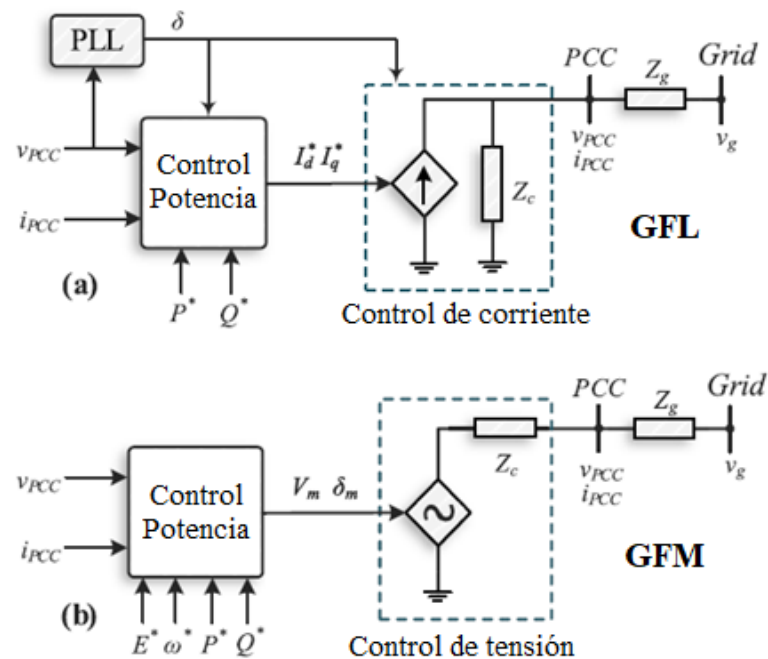 PLL
δ
v_PCC
i_PCC
Control
Potencia
I_d^* I_q^*
Z_c
PCC
v_PCC
i_PCC
Z_g
Grid
v_g
GFL
(a)
P^* Q^*
Control de corriente
v_PCC
i_PCC
Control
Potencia
V_m δ_m
Z_c
PCC
v_PCC
i_PCC
Z_g
Grid
v_g
GFM
(b)
E^* ω^* P^* Q^*
Control de tensión